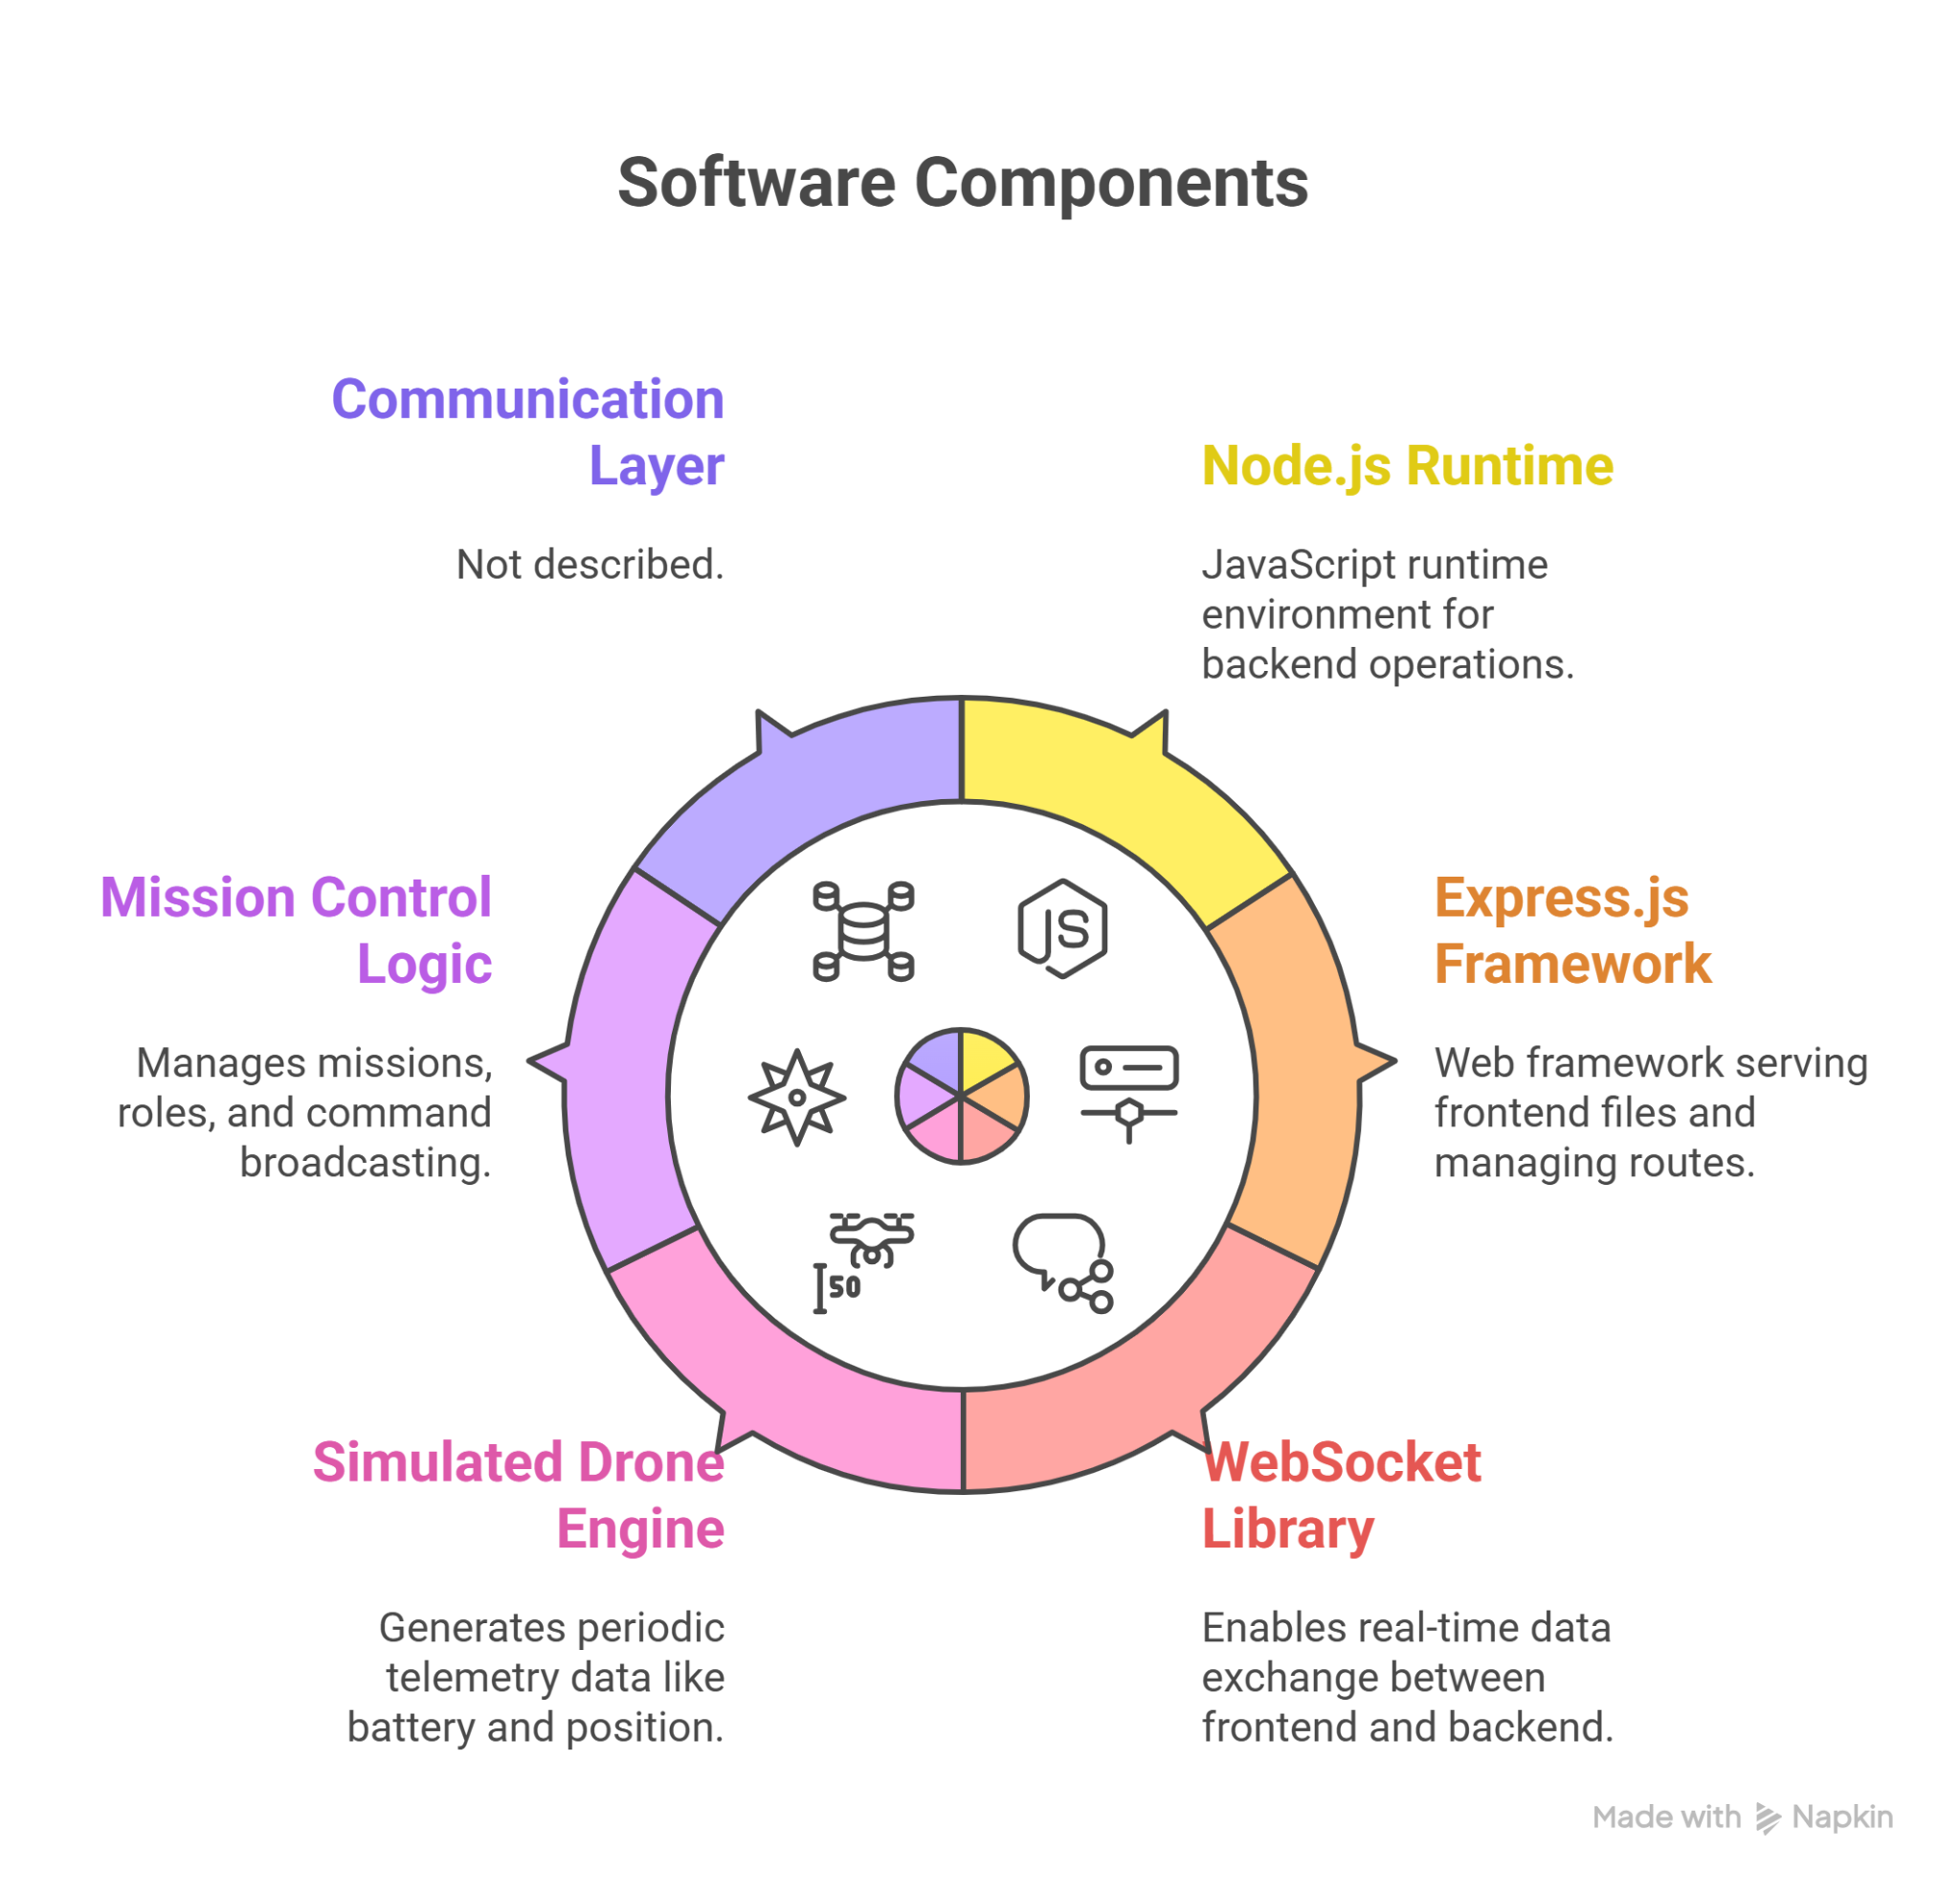 Software Components
Communication
Layer
Not described.
Node.js Runtime
JavaScript runtime
environment for
backend operations.
Mission Control
Logic
Manages missions,
roles, and command
broadcasting.
Express.js
Framework
Web framework serving
frontend files and
managing routes.
JS
50
Simulated Drone
Engine
Generates periodic
telemetry data like
battery and position.
WebSocket
Library
Enables real-time data
exchange between
frontend and backend.
Made with Napkin